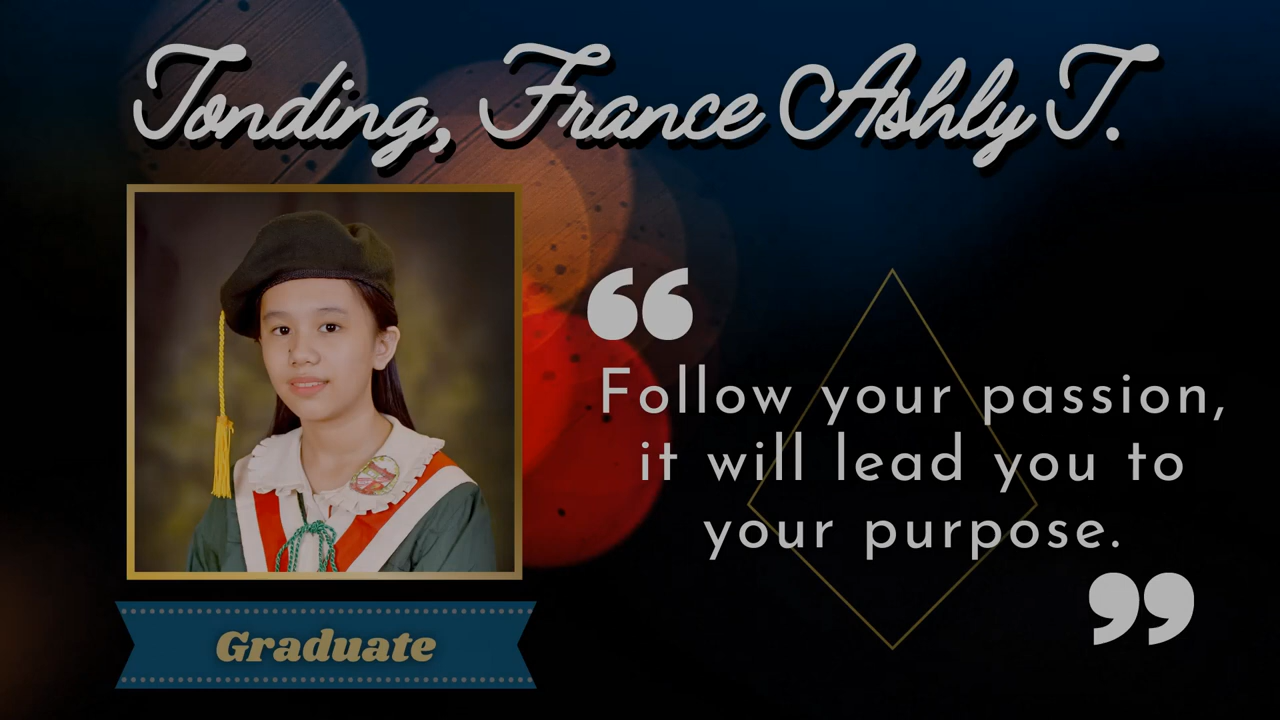 Tonding, France Ashly T.
“
Follow your passion,
it will lead you to
your purpose.
”
Graduate